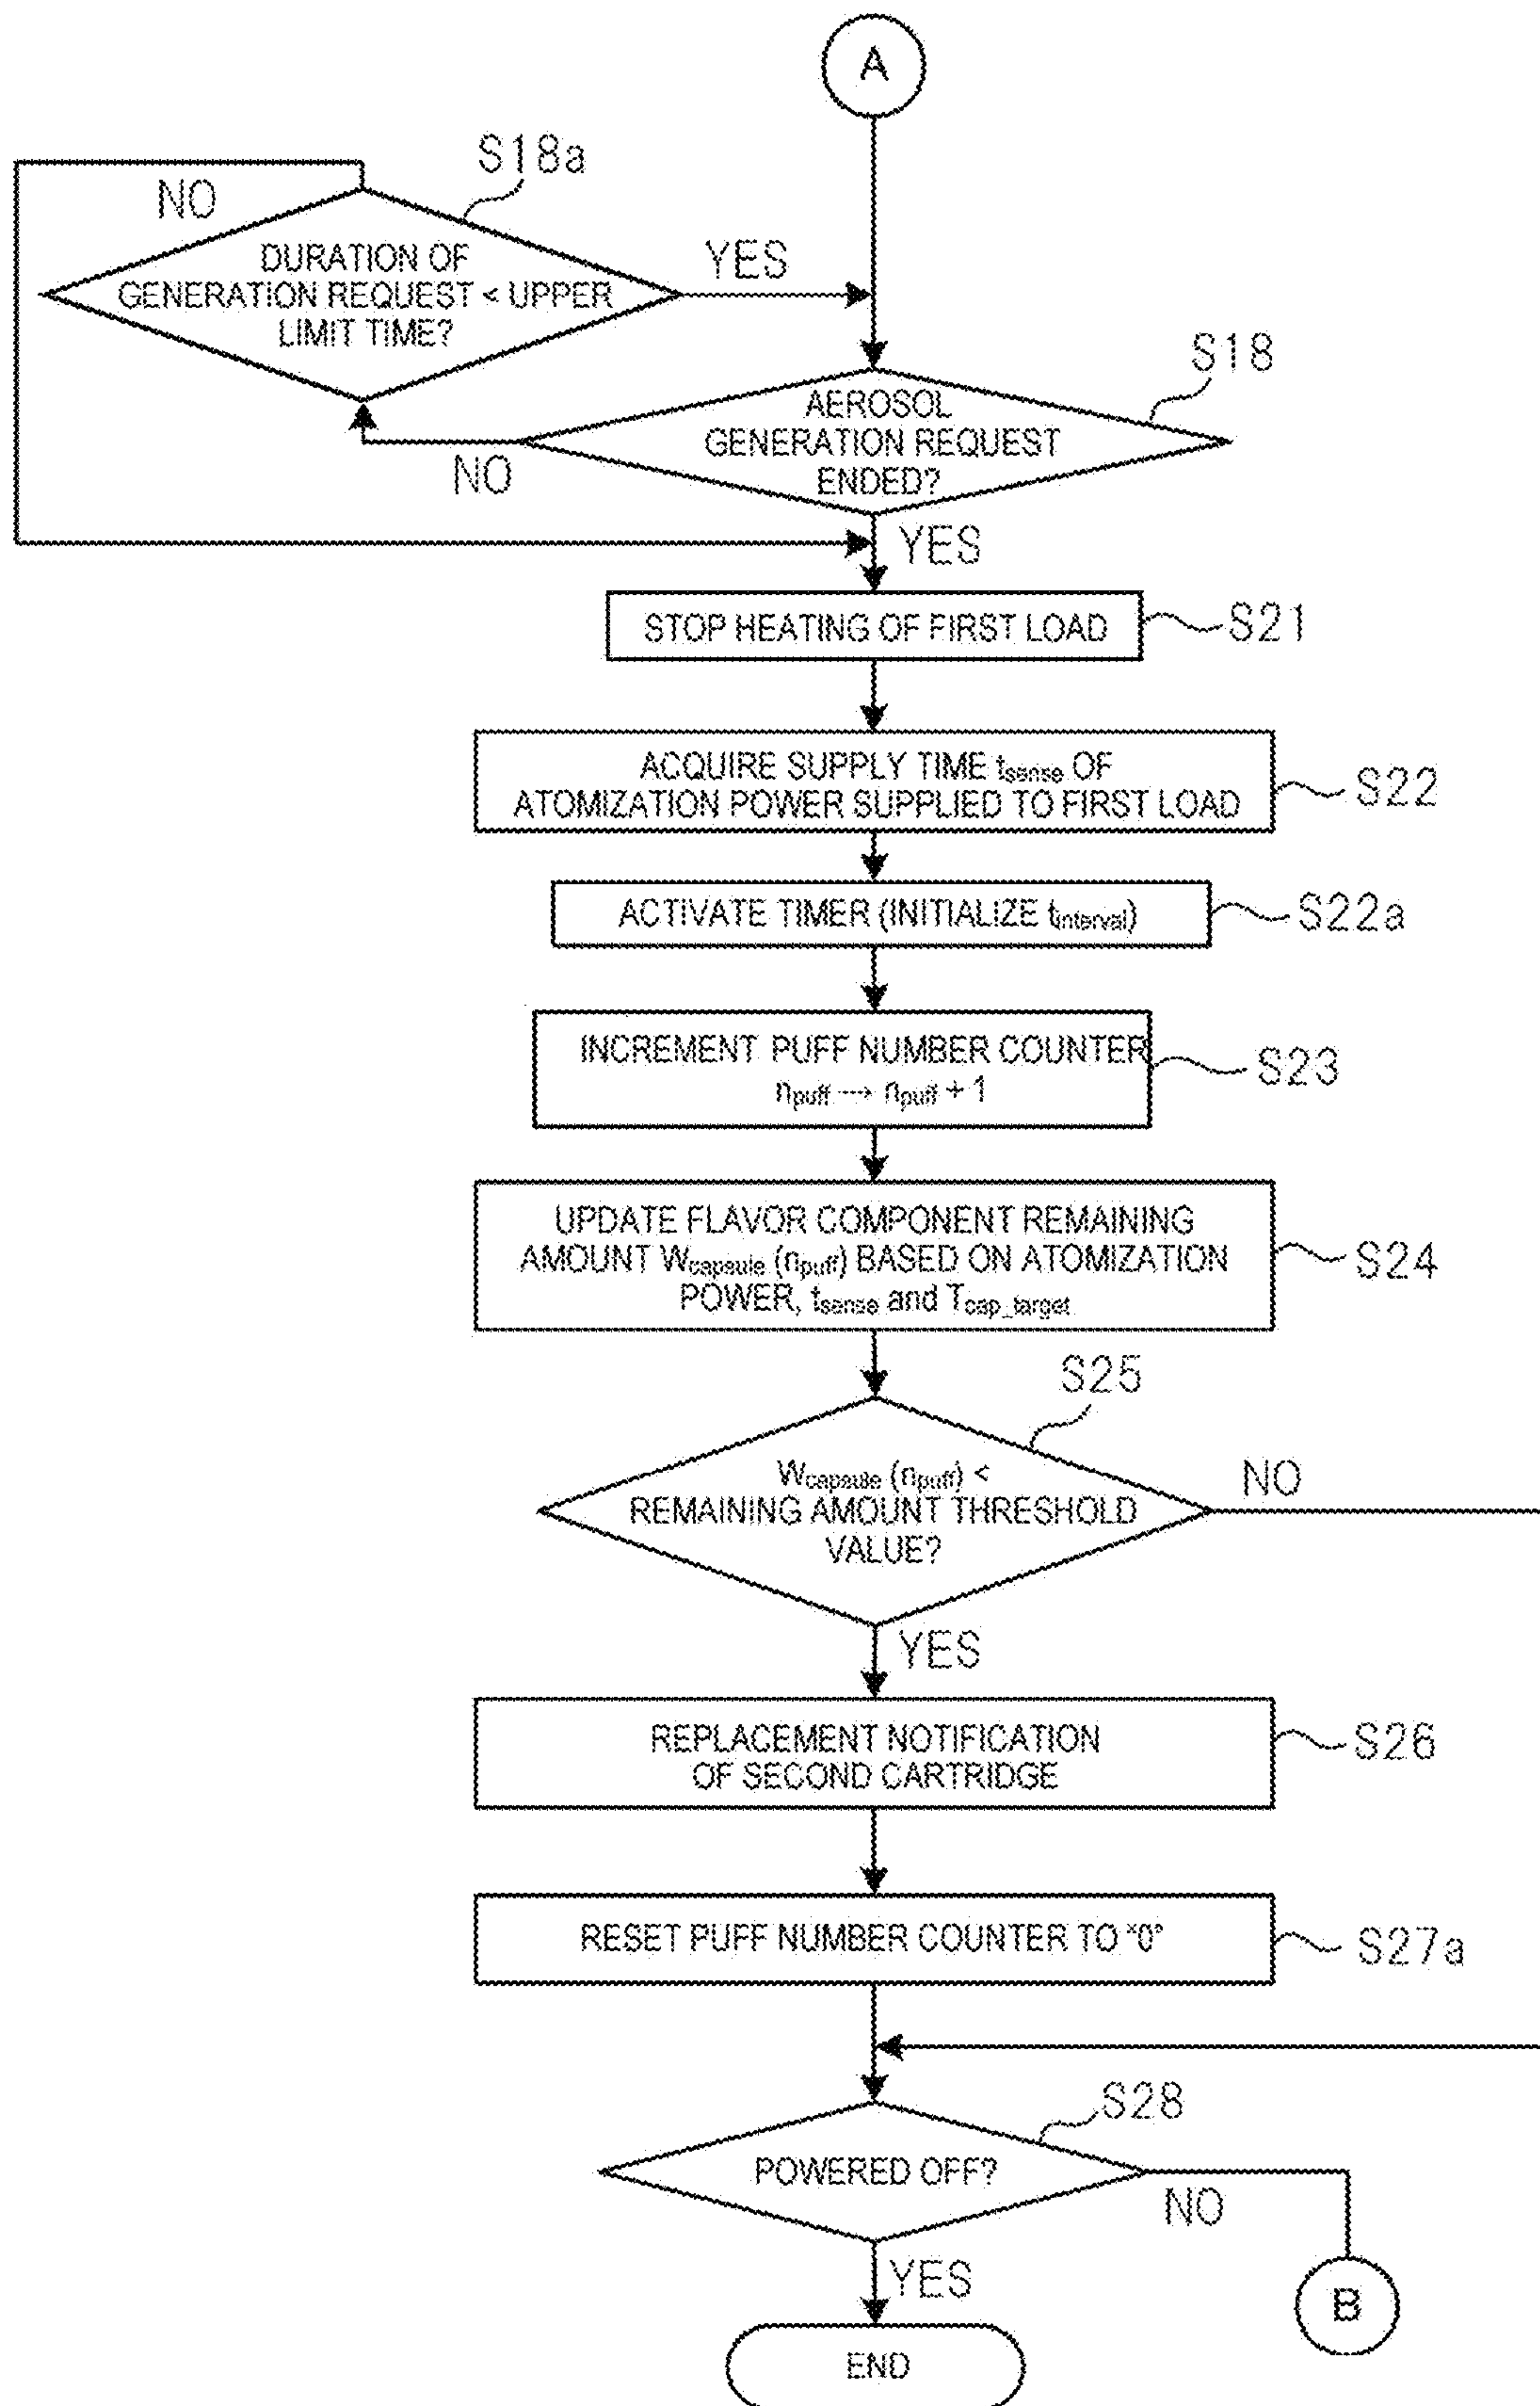 A
S18a
NO
DURATION OF
GENERATION REQUEST < UPPER
LIMIT TIME?
YES
S18
AEROSOL
GENERATION REQUEST
ENDED?
NO
YES
STOP HEATING OF FIRST LOAD
S21
ACQUIRE SUPPLY TIME tsense OF
ATOMIZATION POWER SUPPLIED TO FIRST LOAD
S22
ACTIVATE TIMER (INITIALIZE tinterval)
S22a
INCREMENT PUFF NUMBER COUNTER
npuff → npuff + 1
S23
UPDATE FLAVOR COMPONENT REMAINING
AMOUNT Wcapsule (npuff) BASED ON ATOMIZATION
POWER, tsense and Tcap_target
S24
S25
Wcapsule (npuff) <
REMAINING AMOUNT THRESHOLD
VALUE?
NO
YES
REPLACEMENT NOTIFICATION
OF SECOND CARTRIDGE
S26
RESET PUFF NUMBER COUNTER TO "0"
S27a
S28
POWERED OFF?
NO
YES
B
END